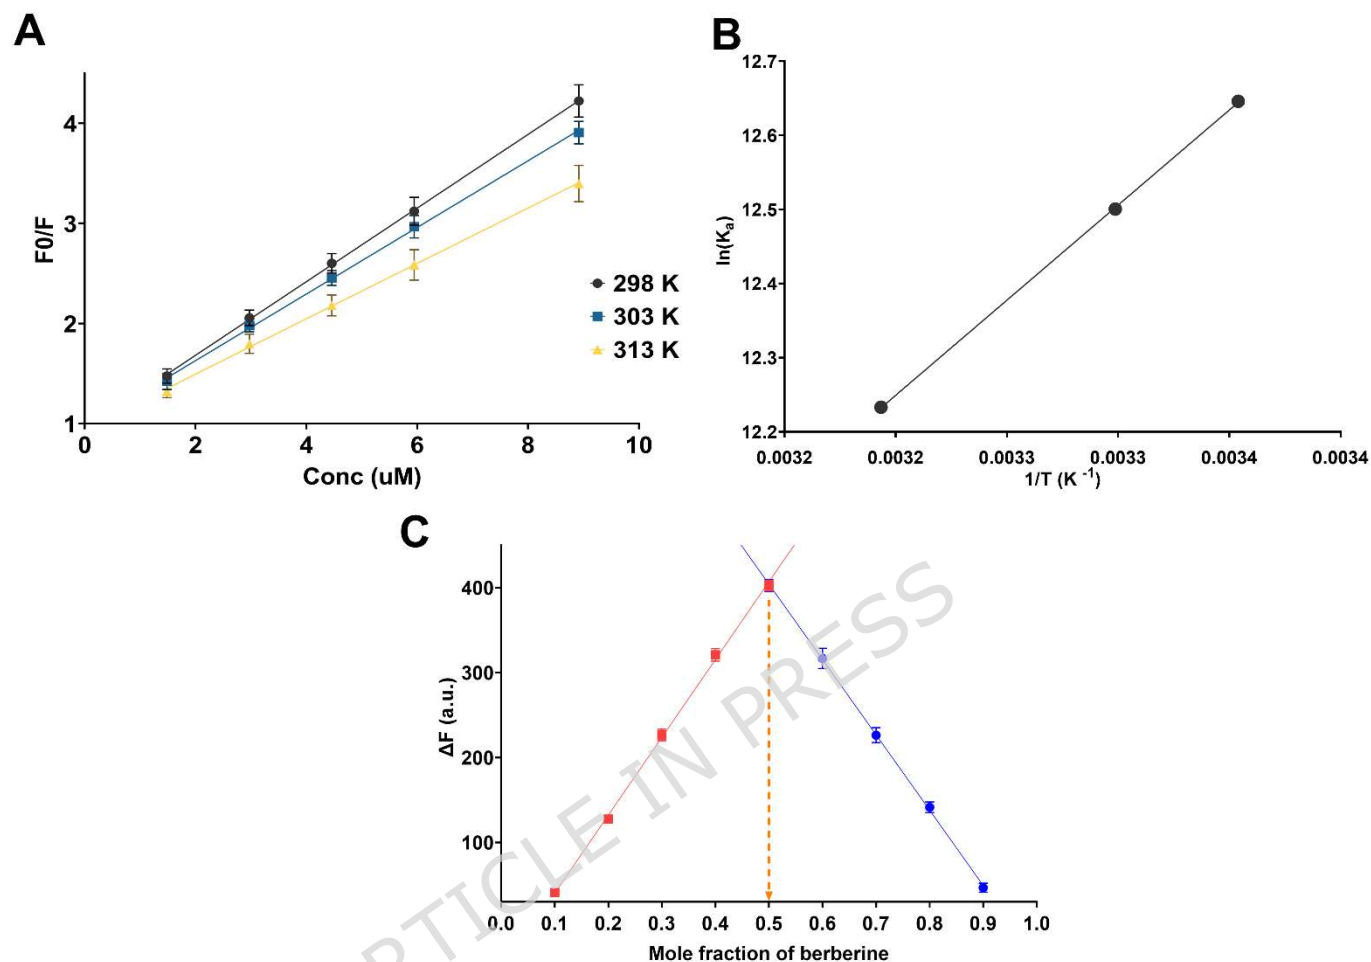 A
F0/F
4
3
2
1
0 2 4 6 8 10
Conc (uM)
298 K
303 K
313 K
B
ln(Kₐ)
12.7
12.6
12.5
12.4
12.3
12.2
0.0032 0.0032 0.0033 0.0033 0.0034 0.0034
1/T (K ⁻¹)
C
ΔF (a.u.)
400
300
200
100
0.0 0.1 0.2 0.3 0.4 0.5 0.6 0.7 0.8 0.9 1.0
Mole fraction of berberine
RTICLE IN PRESS